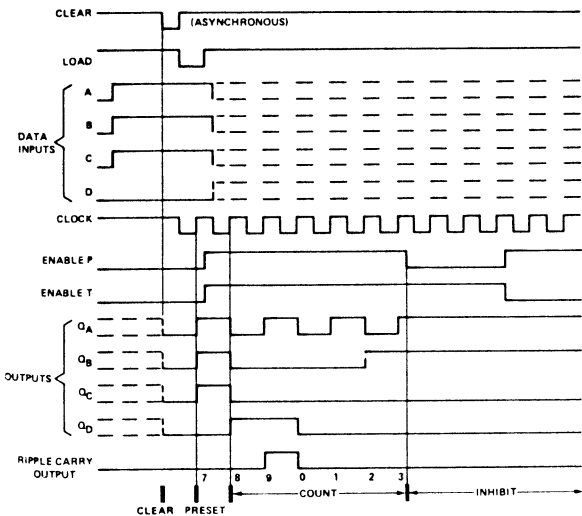 CLEAR
(ASYNCHRONOUS)
LOAD
A
B
C
D
DATA
INPUTS
CLOCK
ENABLE P
ENABLE T
QA
QB
QC
QD
OUTPUTS
RIPPLE CARRY
OUTPUT
7 8 9 0 1 2 3
COUNT INHIBIT
CLEAR PRESET